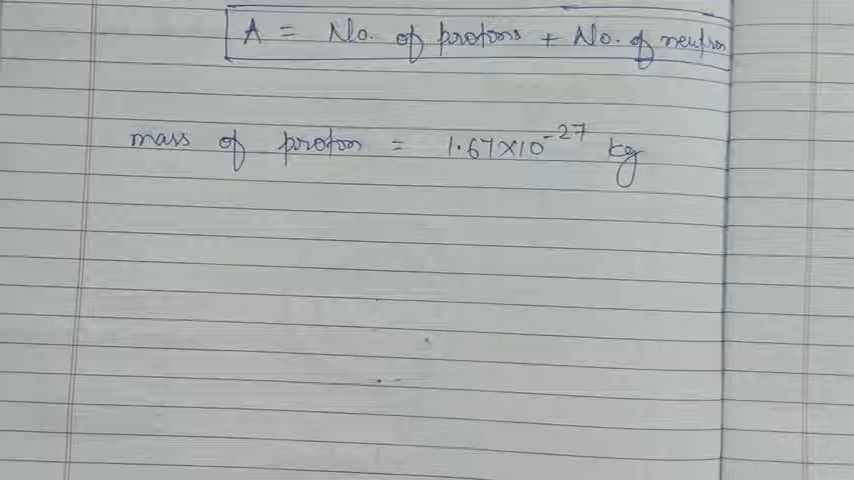 A = No. of protons + No. of neutron
mass of proton = 1.67×10⁻²⁷ kg